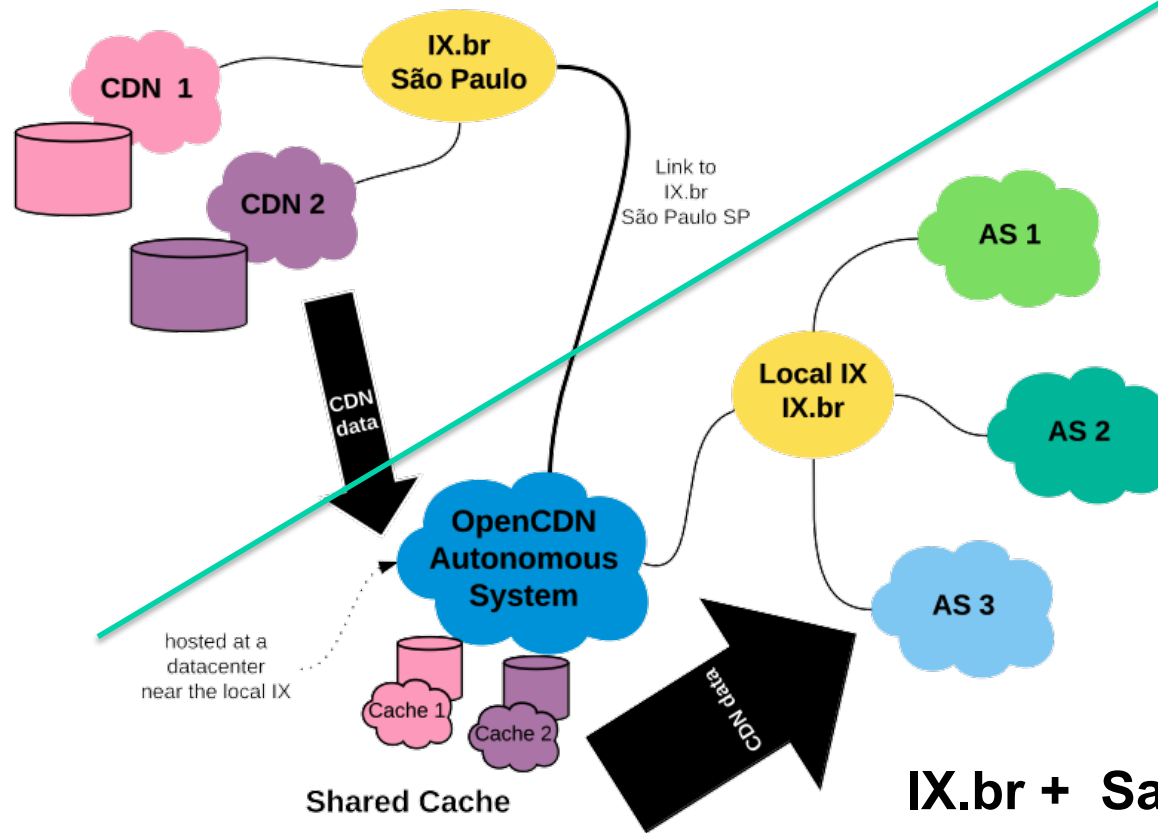 IX.br
São Paulo
CDN 1
CDN 2
Link to
IX.br
São Paulo SP
AS 1
Local IX
IX.br
AS 2
CDN
data
OpenCDN
Autonomous
System
AS 3
hosted at a
datacenter
near the local IX
Cache 1
Cache 2
CDN data
Shared Cache
IX.br + Sa